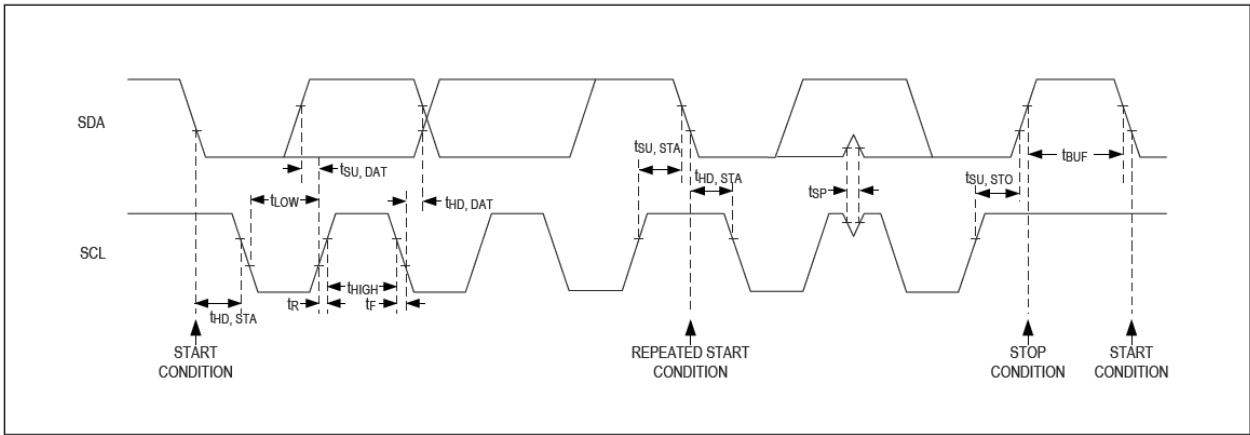 SDA
tSU, STA
tSU, DAT
tHD, STA
tBUF
tSU, STO
tLOW
tHD, DAT
tSP
SCL
tHIGH
tR
tF
tHD, STA
START
CONDITION
REPEATED START
CONDITION
STOP
CONDITION
START
CONDITION